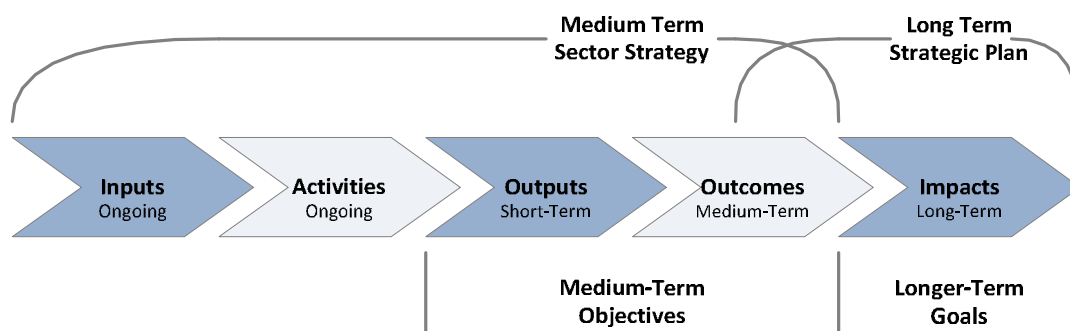 Medium Term
Sector Strategy
Long Term
Strategic Plan
Inputs
Ongoing
Activities
Ongoing
Outputs
Short-Term
Outcomes
Medium-Term
Impacts
Long-Term
Medium-Term
Objectives
Longer-Term
Goals